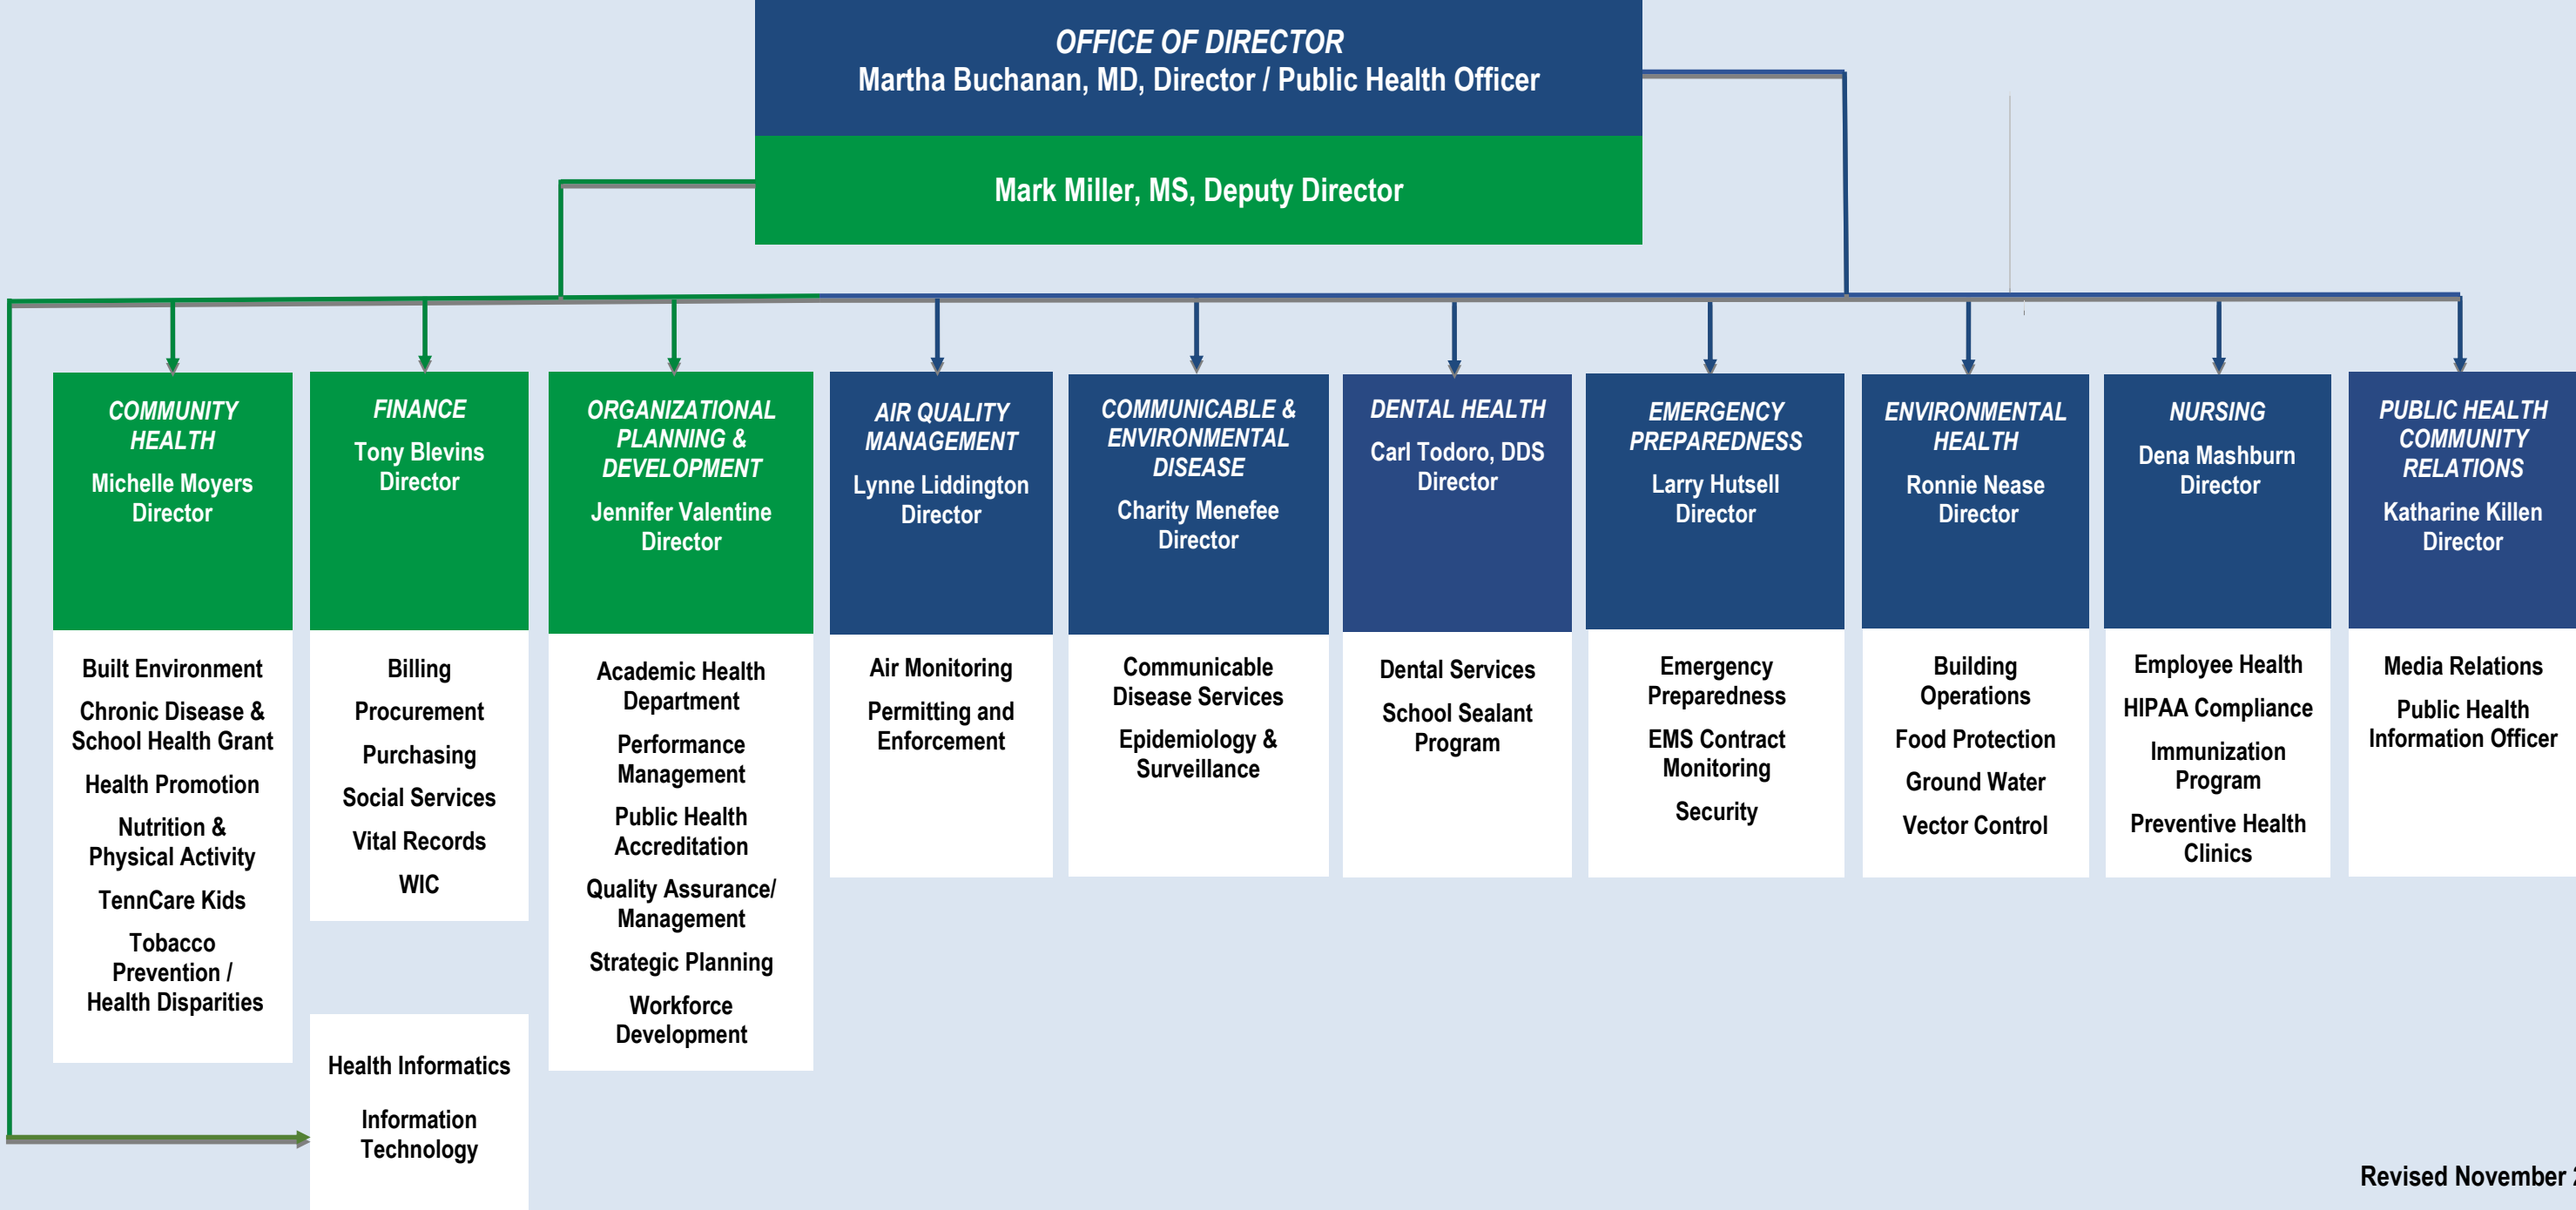 OFFICE OF DIRECTOR
Martha Buchanan, MD, Director / Public Health Officer
Mark Miller, MS, Deputy Director
COMMUNITY
HEALTH
Michelle Moyers
Director
Built Environment
Chronic Disease &
School Health Grant
Health Promotion
Nutrition &
Physical Activity
TennCare Kids
Tobacco
Prevention /
Health Disparities
FINANCE
Tony Blevins
Director
Billing
Procurement
Purchasing
Social Services
Vital Records
WIC
Health Informatics
Information
Technology
ORGANIZATIONAL
PLANNING &
DEVELOPMENT
Jennifer Valentine
Director
Academic Health
Department
Performance
Management
Public Health
Accreditation
Quality Assurance/
Management
Strategic Planning
Workforce
Development
AIR QUALITY
MANAGEMENT
Lynne Liddington
Director
Air Monitoring
Permitting and
Enforcement
COMMUNICABLE &
ENVIRONMENTAL
DISEASE
Charity Menefee
Director
Communicable
Disease Services
Epidemiology &
Surveillance
DENTAL HEALTH
Carl Todoro, DDS
Director
Dental Services
School Sealant
Program
EMERGENCY
PREPAREDNESS
Larry Hutsell
Director
Emergency
Preparedness
EMS Contract
Monitoring
Security
ENVIRONMENTAL
HEALTH
Ronnie Nease
Director
Building
Operations
Food Protection
Ground Water
Vector Control
NURSING
Dena Mashburn
Director
Employee Health
HIPAA Compliance
Immunization
Program
Preventive Health
Clinics
PUBLIC HEALTH
COMMUNITY
RELATIONS
Katharine Killen
Director
Media Relations
Public Health
Information Officer
Revised November